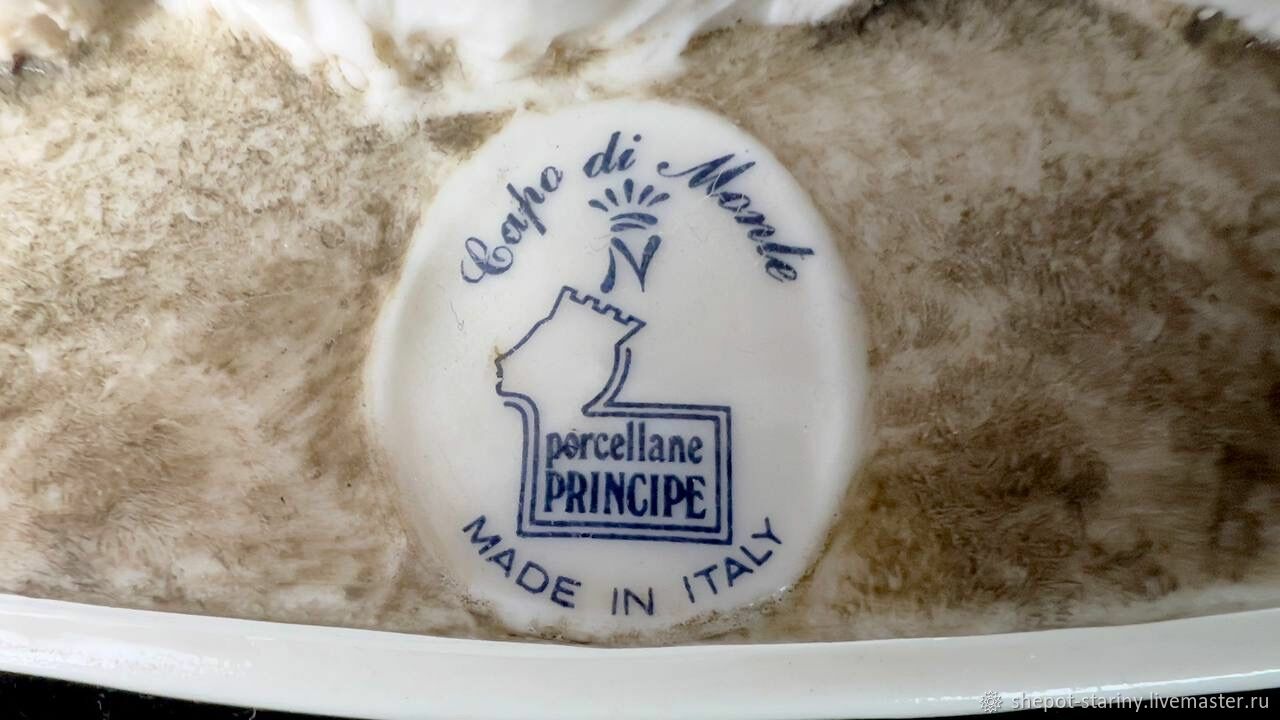 Capo di Monte
N
porcellane
PRINCIPE
MADE IN ITALY
shepot-stariny.livemaster.ru